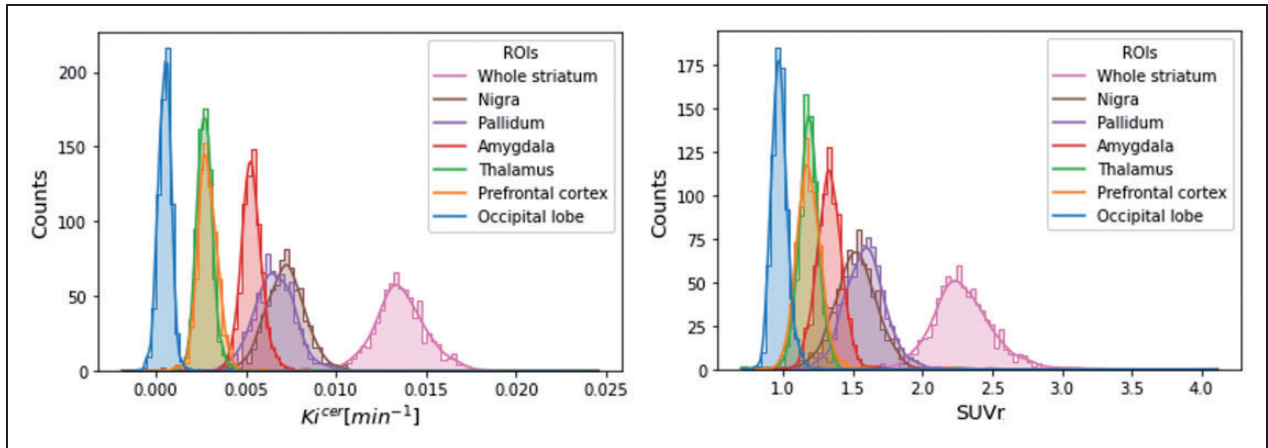 Counts
200
150
100
50
0
0.000 0.005 0.010 0.015 0.020 0.025
Ki^cer[min^−1]
ROIs
Whole striatum
Nigra
Pallidum
Amygdala
Thalamus
Prefrontal cortex
Occipital lobe
Counts
175
150
125
100
75
50
25
0
1.0 1.5 2.0 2.5 3.0 3.5 4.0
SUVr
ROIs
Whole striatum
Nigra
Pallidum
Amygdala
Thalamus
Prefrontal cortex
Occipital lobe